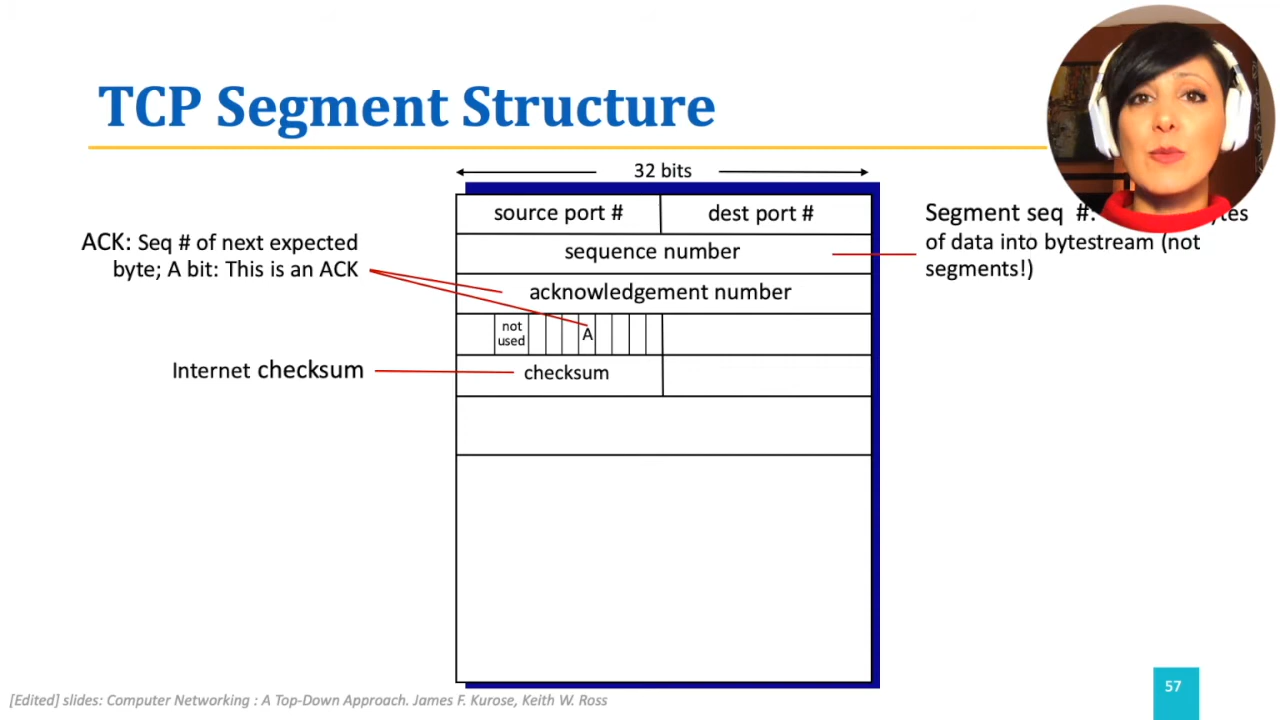 TCP Segment Structure
32 bits
source port #
dest port #
Segment seq #:
of data into bytestream (not
segments!)
ACK: Seq # of next expected
byte; A bit: This is an ACK
sequence number
acknowledgement number
not
used
A
Internet checksum
checksum
[Edited] slides: Computer Networking : A Top-Down Approach. James F. Kurose, Keith W. Ross
57